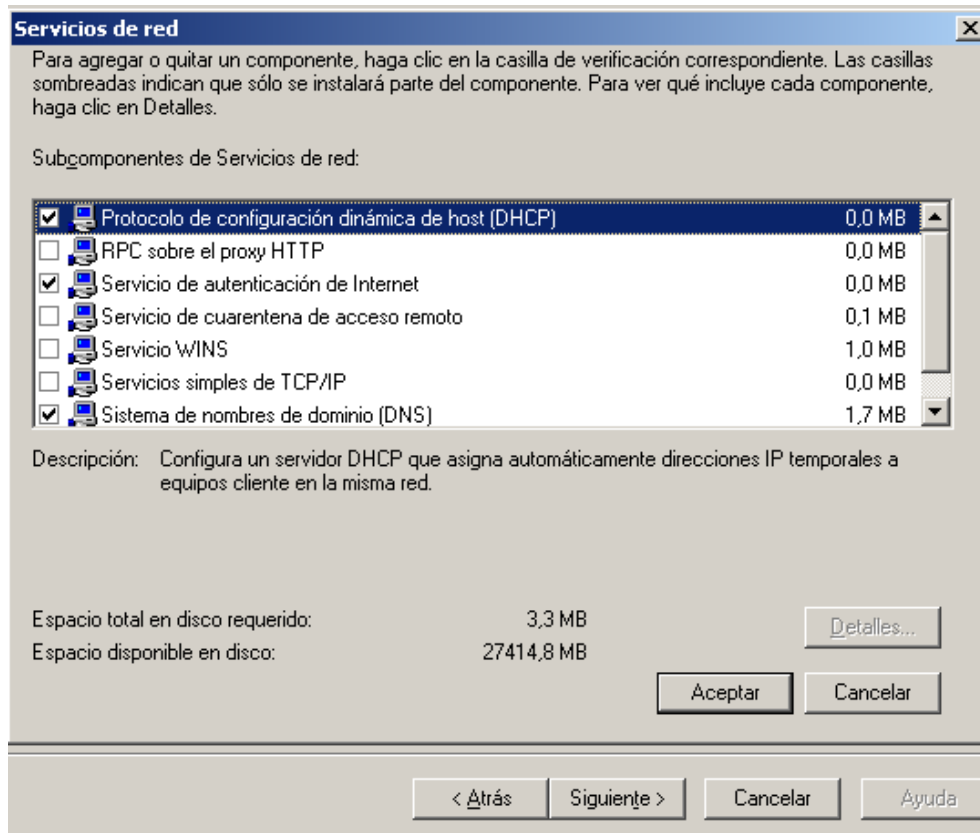 Servicios de red
Para agregar o quitar un componente, haga clic en la casilla de verificación correspondiente. Las casillas
sombreadas indican que sólo se instalará parte del componente. Para ver qué incluye cada componente,
haga clic en Detalles.
Subcomponentes de Servicios de red:
Protocolo de configuración dinámica de host (DHCP) 0,0 MB
RPC sobre el proxy HTTP 0,0 MB
Servicio de autenticación de Internet 0,0 MB
Servicio de cuarentena de acceso remoto 0,1 MB
Servicio WINS 1,0 MB
Servicios simples de TCP/IP 0,0 MB
Sistema de nombres de dominio (DNS) 1,7 MB
Descripción: Configura un servidor DHCP que asigna automáticamente direcciones IP temporales a
equipos cliente en la misma red.
Espacio total en disco requerido: 3,3 MB
Detalles...
Espacio disponible en disco: 27414,8 MB
Aceptar Cancelar
< Atrás Siguiente > Cancelar Ayuda